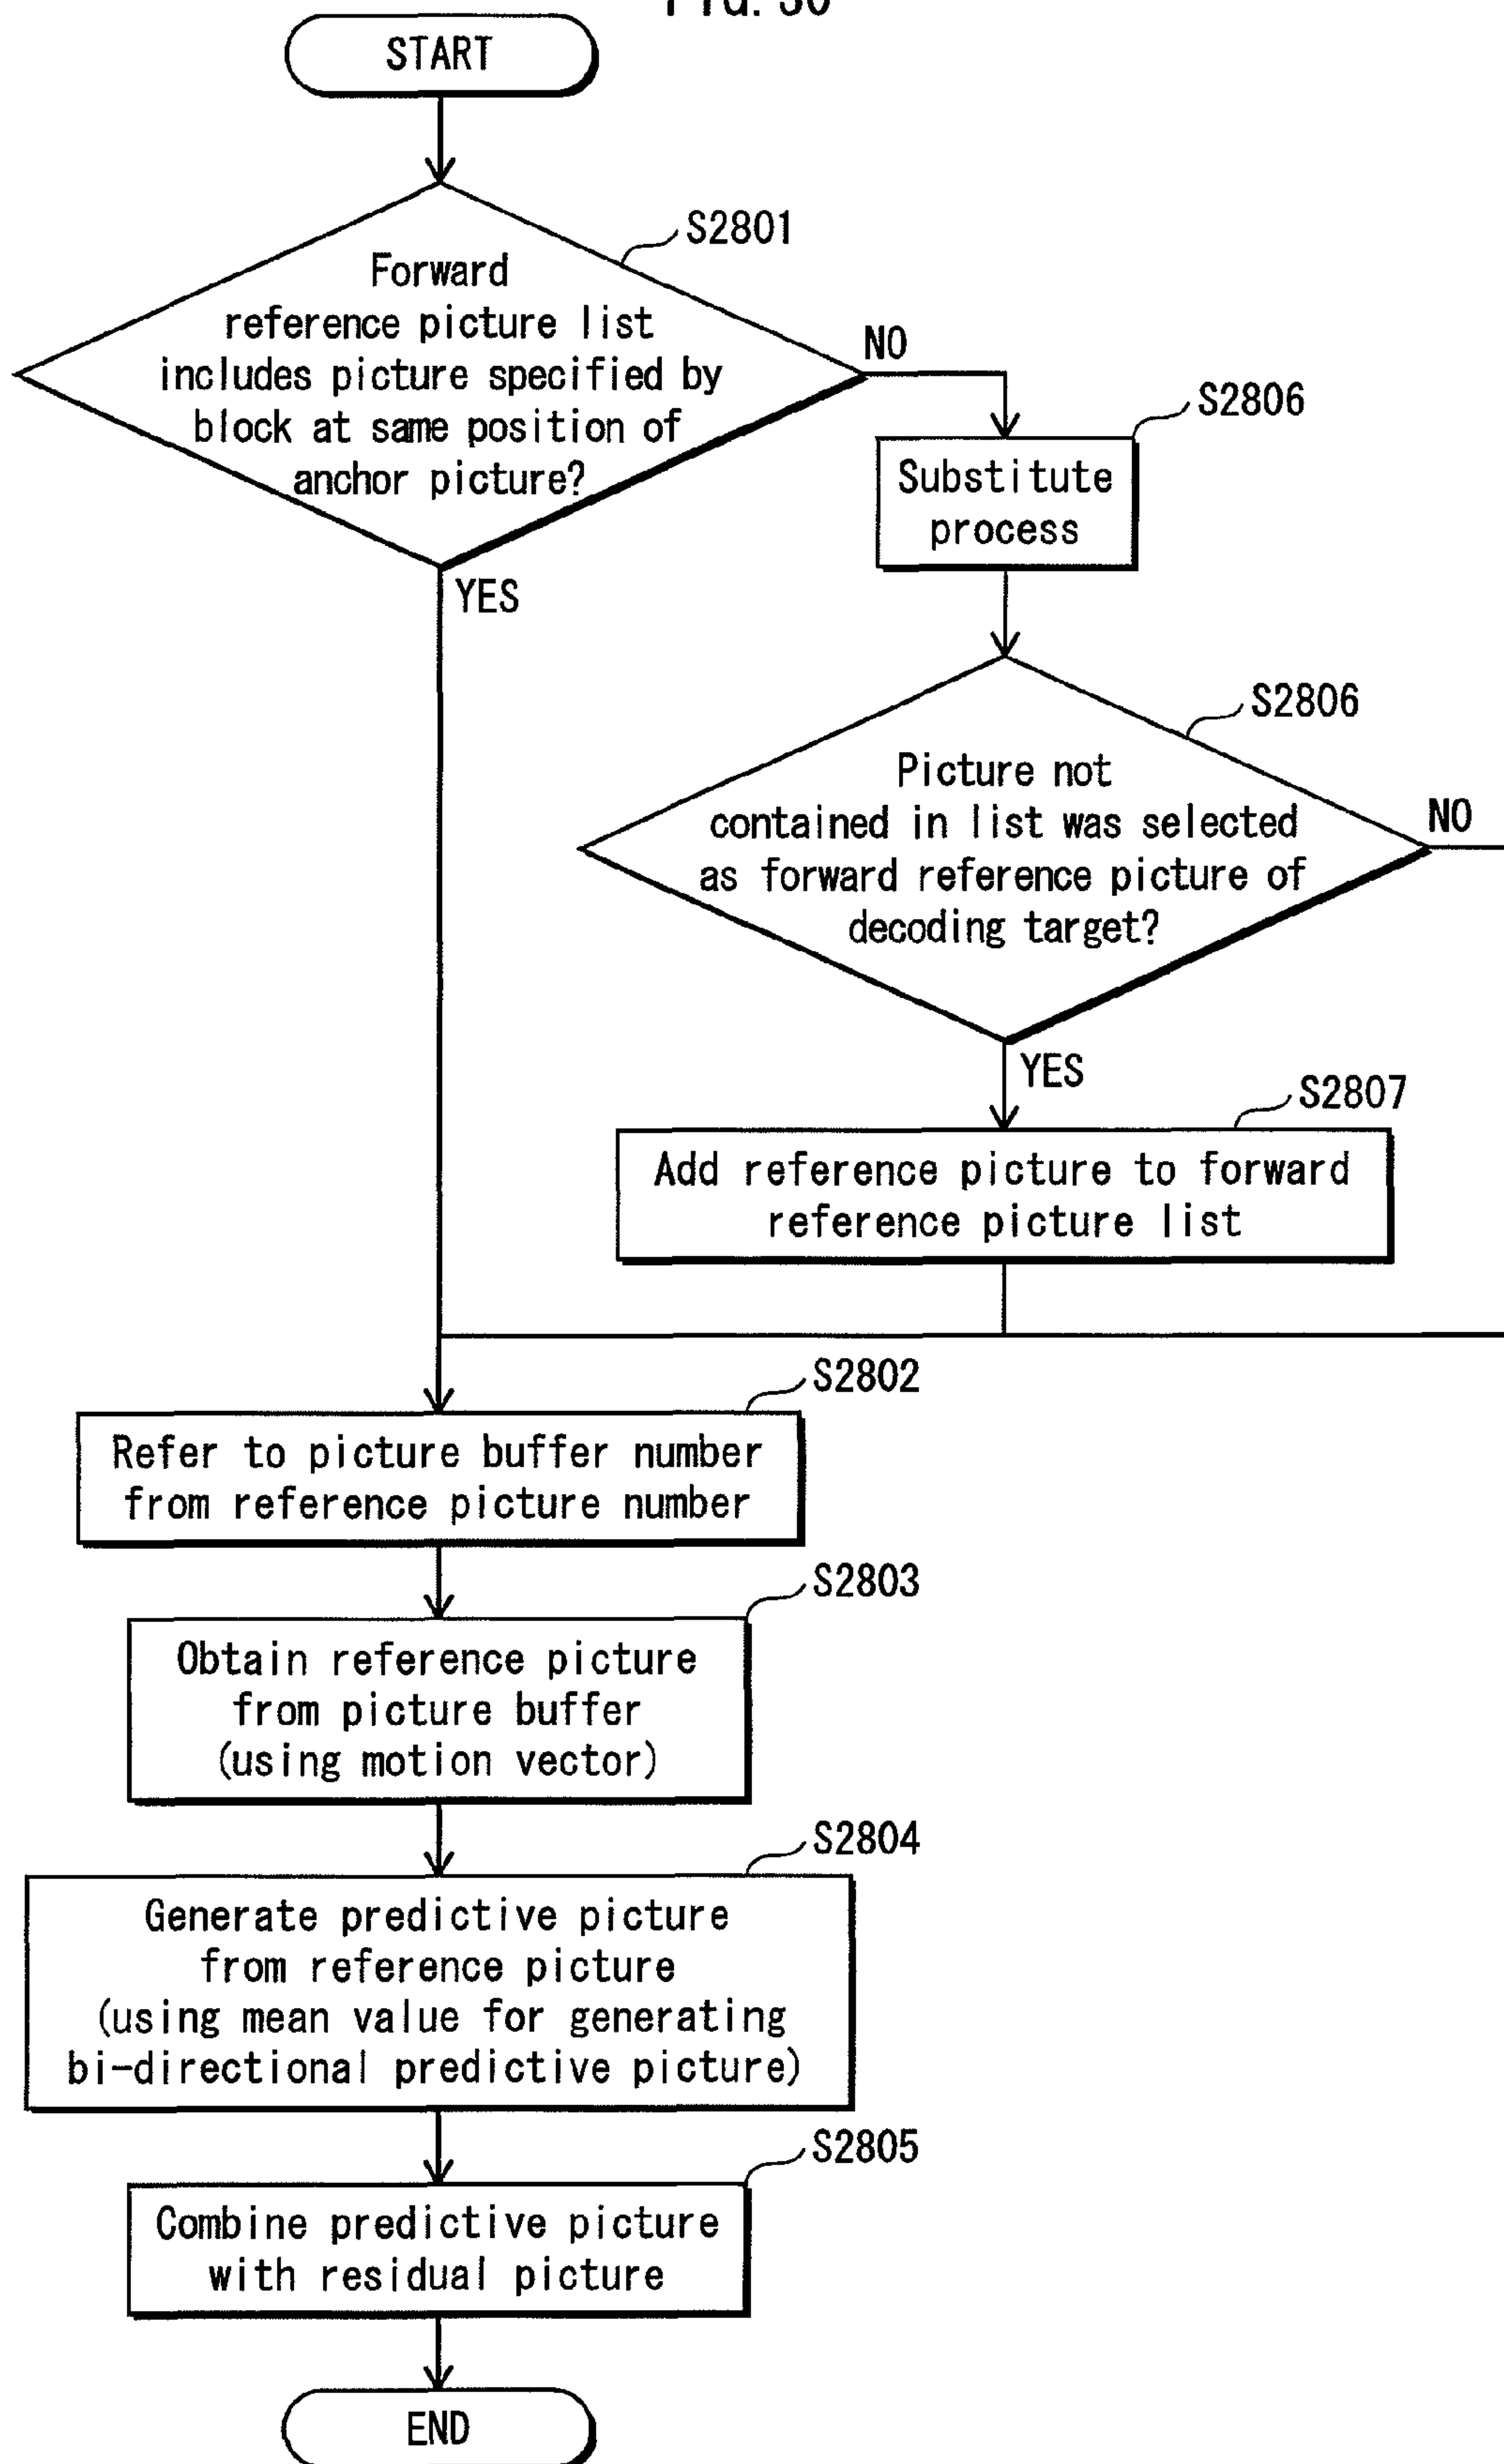 FIG. 30
START
S2801
Forward
reference picture list
includes picture specified by
block at same position of
anchor picture?
NO
YES
S2806
Substitute
process
S2806
Picture not
contained in list was selected
as forward reference picture of
decoding target?
NO
YES
S2807
Add reference picture to forward
reference picture list
S2802
Refer to picture buffer number
from reference picture number
S2803
Obtain reference picture
from picture buffer
(using motion vector)
S2804
Generate predictive picture
from reference picture
(using mean value for generating
bi-directional predictive picture)
S2805
Combine predictive picture
with residual picture
END